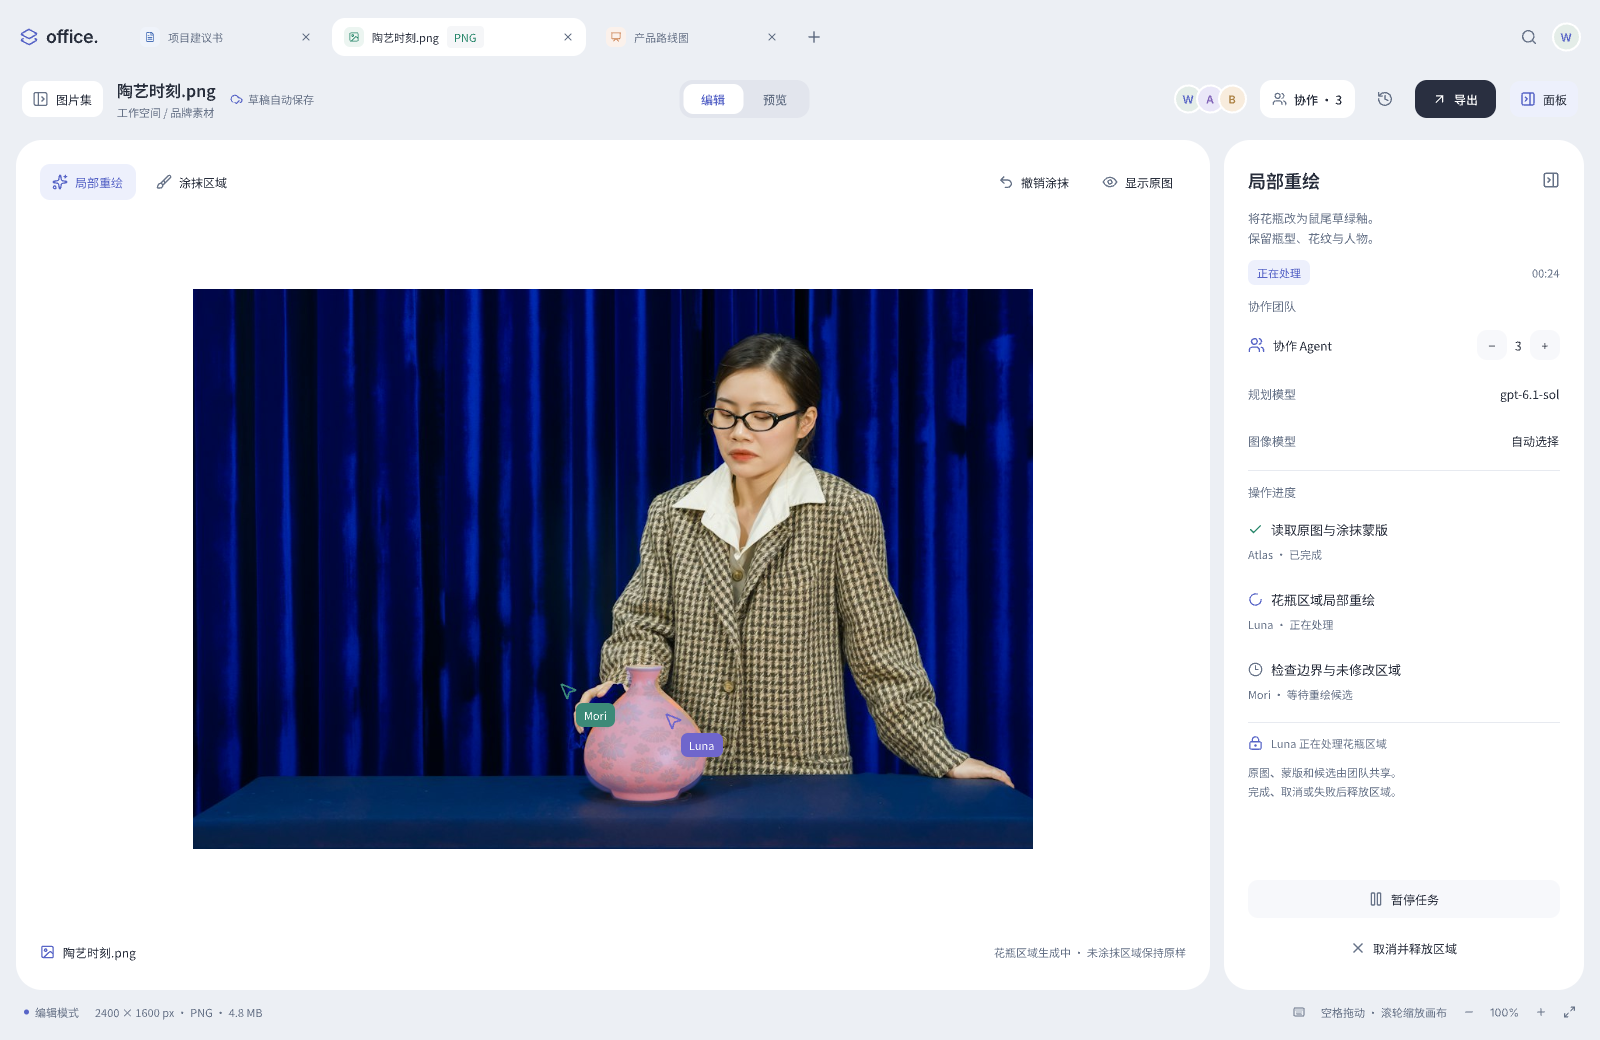 office.
项目建议书
陶艺时刻.png PNG
产品路线图
W
图片集
陶艺时刻.png
工作空间 / 品牌素材
草稿自动保存
编辑
预览
W A B
协作 · 3
导出
面板
局部重绘
涂抹区域
撤销涂抹
显示原图
Mori
Luna
陶艺时刻.png
花瓶区域生成中 · 未涂抹区域保持原样
局部重绘
将花瓶改为鼠尾草绿釉。
保留瓶型、花纹与人物。
正在处理 00:24
协作团队
协作 Agent − 3 +
规划模型 gpt-6.1-sol
图像模型 自动选择
操作进度
读取原图与涂抹蒙版
Atlas · 已完成
花瓶区域局部重绘
Luna · 正在处理
检查边界与未修改区域
Mori · 等待重绘候选
Luna 正在处理花瓶区域
原图、蒙版和候选由团队共享。
完成、取消或失败后释放区域。
暂停任务
取消并释放区域
编辑模式 2400 × 1600 px · PNG · 4.8 MB
空格拖动 · 滚轮缩放画布 − 100% +